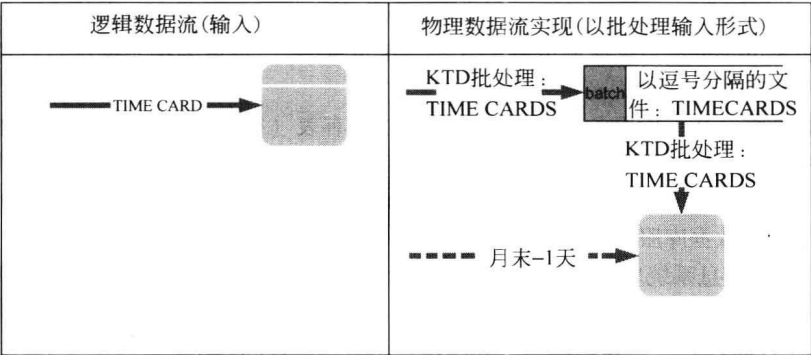 逻辑数据流(输入)
物理数据流实现(以批处理输入形式)
TIME CARD
KTD批处理：
TIME CARDS
batch
以逗号分隔的文
件：TIMECARDS
KTD批处理：
TIME CARDS
月末-1天